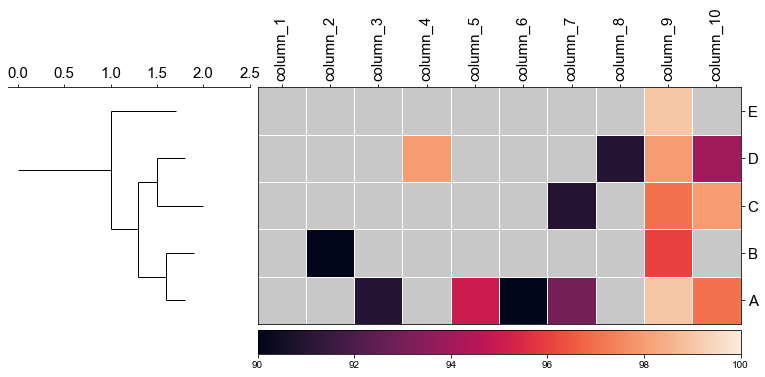 column_1 column_2 column_3 column_4 column_5 column_6 column_7 column_8 column_9 column_10
0.0 0.5 1.0 1.5 2.0 2.5
E
D
C
B
A
90 92 94 96 98 100